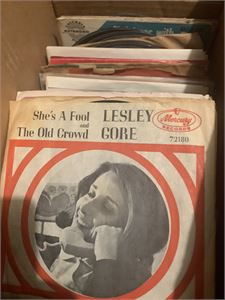 She's A Fool
and
The Old Crowd
LESLEY
GORE
Mercury
RECORDS
72180